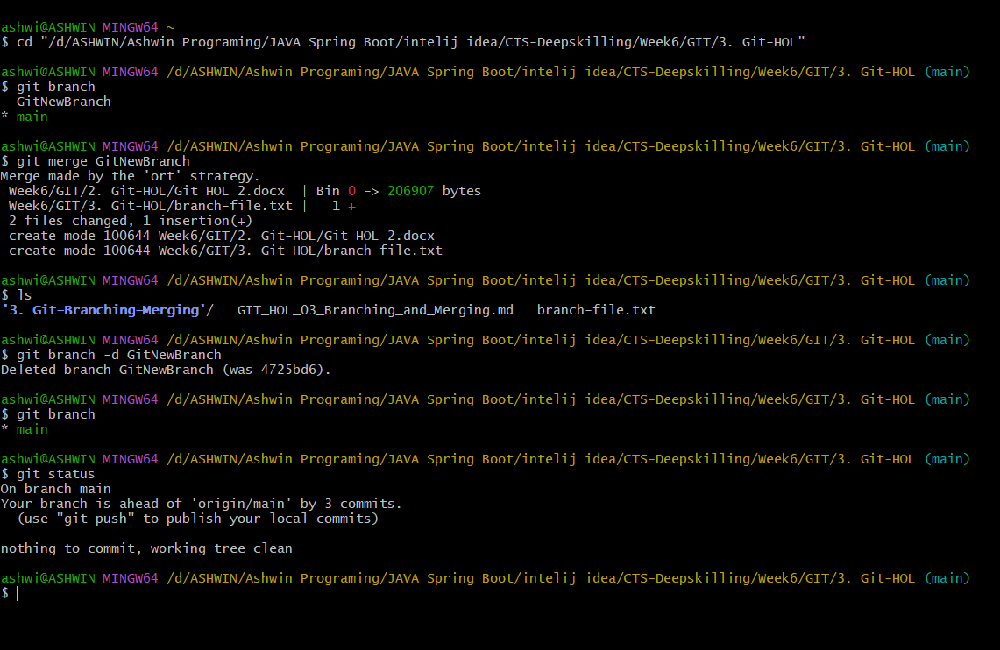 ashwi@ASHWIN MINGW64 ~
$ cd "/d/ASHWIN/Ashwin Programing/JAVA Spring Boot/intelij idea/CTS-Deepskilling/Week6/GIT/3. Git-HOL"
ashwi@ASHWIN MINGW64 /d/ASHWIN/Ashwin Programing/JAVA Spring Boot/intelij idea/CTS-Deepskilling/Week6/GIT/3. Git-HOL (main)
$ git branch
  GitNewBranch
* main
ashwi@ASHWIN MINGW64 /d/ASHWIN/Ashwin Programing/JAVA Spring Boot/intelij idea/CTS-Deepskilling/Week6/GIT/3. Git-HOL (main)
$ git merge GitNewBranch
Merge made by the 'ort' strategy.
 Week6/GIT/2. Git-HOL/Git HOL 2.docx  | Bin 0 -> 206907 bytes
 Week6/GIT/3. Git-HOL/branch-file.txt |   1 +
 2 files changed, 1 insertion(+)
 create mode 100644 Week6/GIT/2. Git-HOL/Git HOL 2.docx
 create mode 100644 Week6/GIT/3. Git-HOL/branch-file.txt
ashwi@ASHWIN MINGW64 /d/ASHWIN/Ashwin Programing/JAVA Spring Boot/intelij idea/CTS-Deepskilling/Week6/GIT/3. Git-HOL (main)
$ ls
'3. Git-Branching-Merging'/   GIT_HOL_03_Branching_and_Merging.md   branch-file.txt
ashwi@ASHWIN MINGW64 /d/ASHWIN/Ashwin Programing/JAVA Spring Boot/intelij idea/CTS-Deepskilling/Week6/GIT/3. Git-HOL (main)
$ git branch -d GitNewBranch
Deleted branch GitNewBranch (was 4725bd6).
ashwi@ASHWIN MINGW64 /d/ASHWIN/Ashwin Programing/JAVA Spring Boot/intelij idea/CTS-Deepskilling/Week6/GIT/3. Git-HOL (main)
$ git branch
* main
ashwi@ASHWIN MINGW64 /d/ASHWIN/Ashwin Programing/JAVA Spring Boot/intelij idea/CTS-Deepskilling/Week6/GIT/3. Git-HOL (main)
$ git status
On branch main
Your branch is ahead of 'origin/main' by 3 commits.
  (use "git push" to publish your local commits)
nothing to commit, working tree clean
ashwi@ASHWIN MINGW64 /d/ASHWIN/Ashwin Programing/JAVA Spring Boot/intelij idea/CTS-Deepskilling/Week6/GIT/3. Git-HOL (main)
$